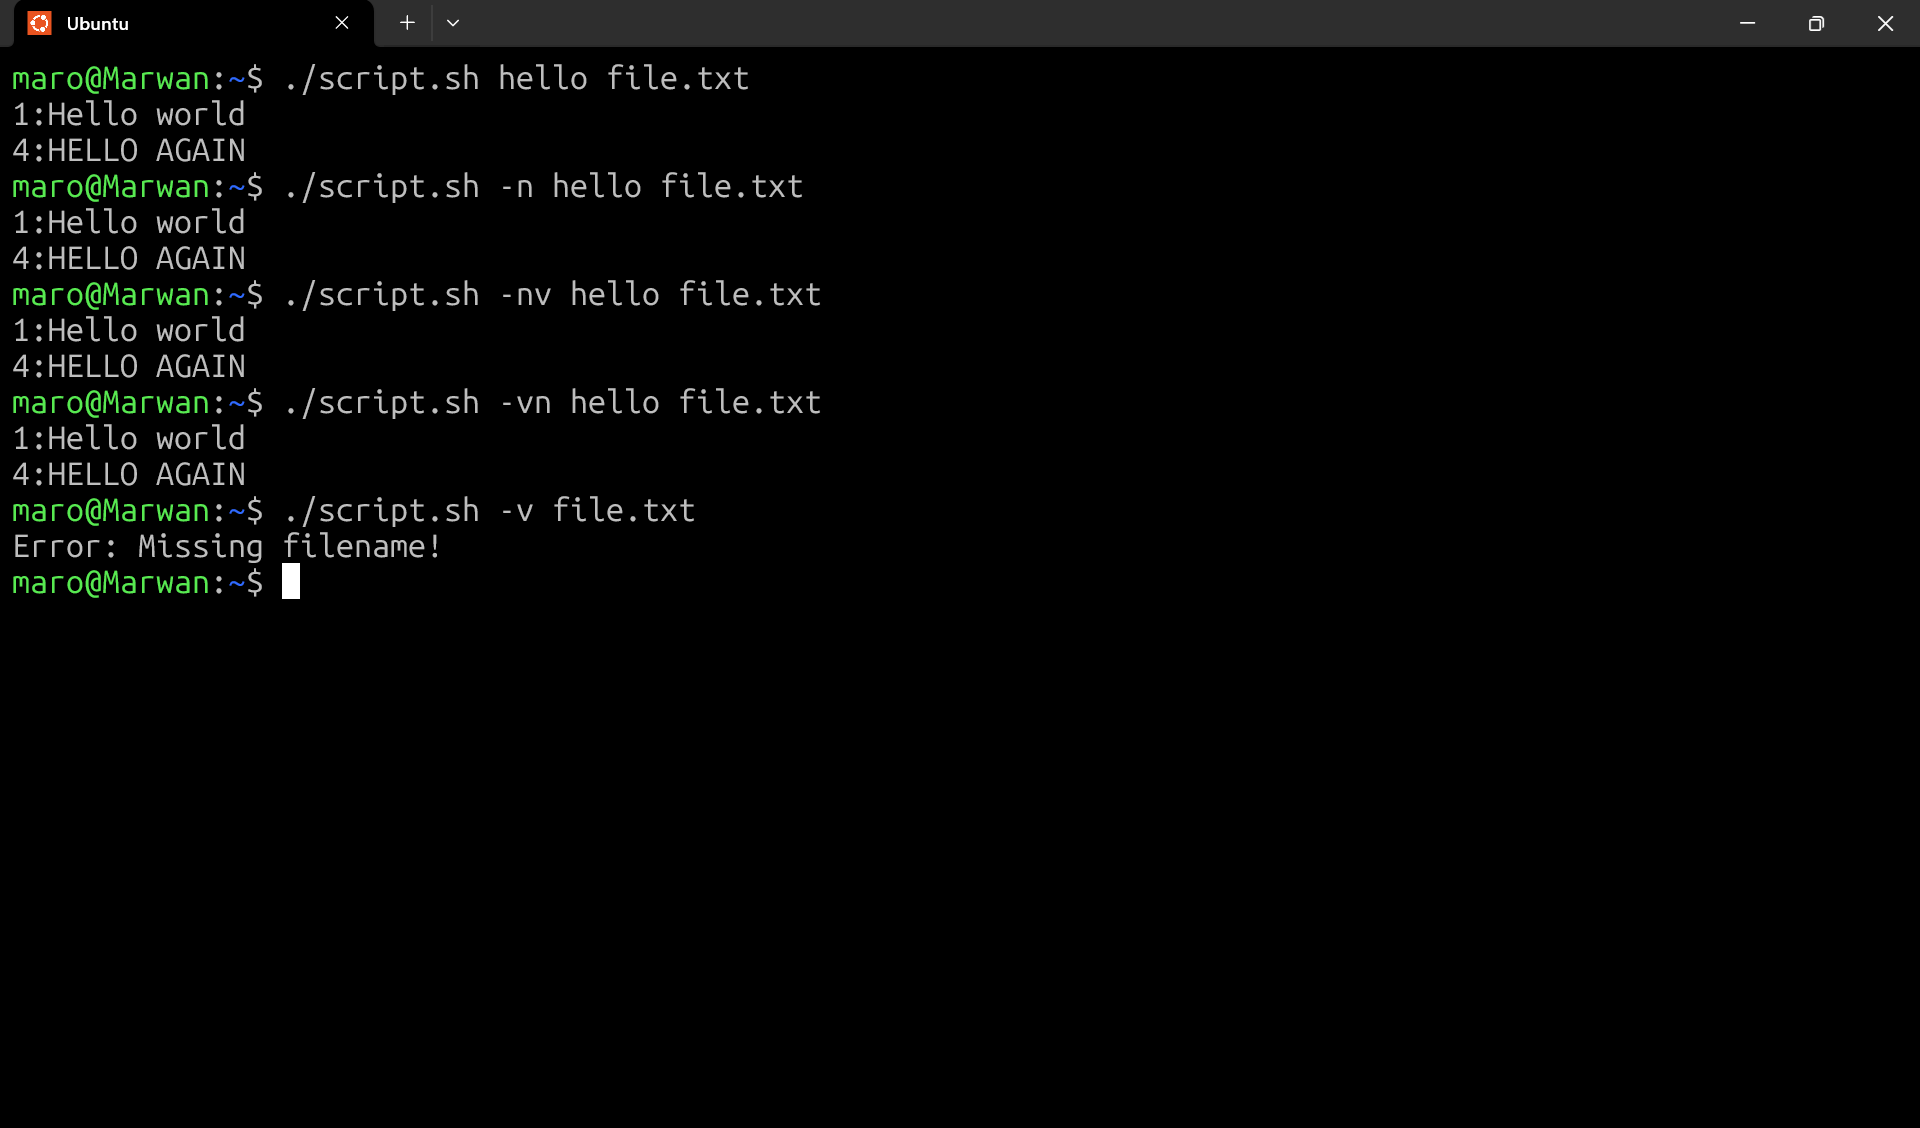 Ubuntu
maro@Marwan:~$ ./script.sh hello file.txt
1:Hello world
4:HELLO AGAIN
maro@Marwan:~$ ./script.sh -n hello file.txt
1:Hello world
4:HELLO AGAIN
maro@Marwan:~$ ./script.sh -nv hello file.txt
1:Hello world
4:HELLO AGAIN
maro@Marwan:~$ ./script.sh -vn hello file.txt
1:Hello world
4:HELLO AGAIN
maro@Marwan:~$ ./script.sh -v file.txt
Error: Missing filename!
maro@Marwan:~$